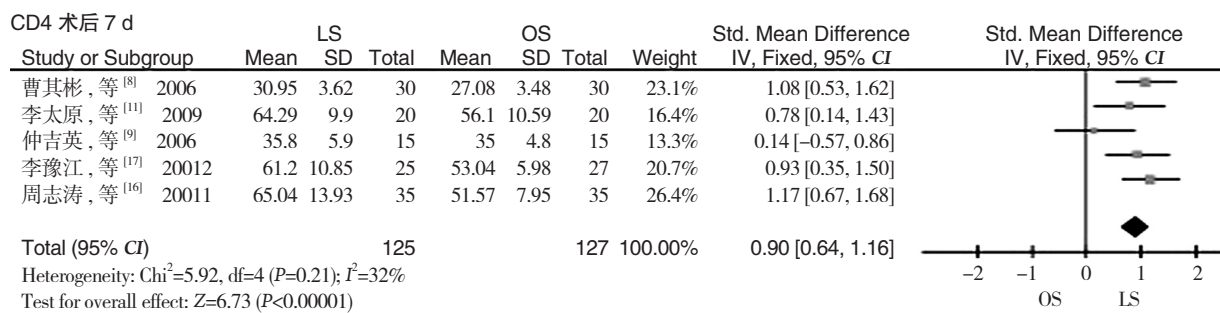 CD4 术后 7 d
LS OS Std. Mean Difference Std. Mean Difference
Study or Subgroup Mean SD Total Mean SD Total Weight IV, Fixed, 95% CI IV, Fixed, 95% CI
曹其彬 , 等 [8] 2006 30.95 3.62 30 27.08 3.48 30 23.1% 1.08 [0.53, 1.62]
李太原 , 等 [11] 2009 64.29 9.9 20 56.1 10.59 20 16.4% 0.78 [0.14, 1.43]
仲吉英 , 等 [9] 2006 35.8 5.9 15 35 4.8 15 13.3% 0.14 [−0.57, 0.86]
李豫江 , 等 [17] 20012 61.2 10.85 25 53.04 5.98 27 20.7% 0.93 [0.35, 1.50]
周志涛 , 等 [16] 20011 65.04 13.93 35 51.57 7.95 35 26.4% 1.17 [0.67, 1.68]
Total (95% CI) 125 127 100.00% 0.90 [0.64, 1.16]
Heterogeneity: Chi²=5.92, df=4 (P=0.21); I²=32%
Test for overall effect: Z=6.73 (P<0.00001)
−2 −1 0 1 2
OS LS